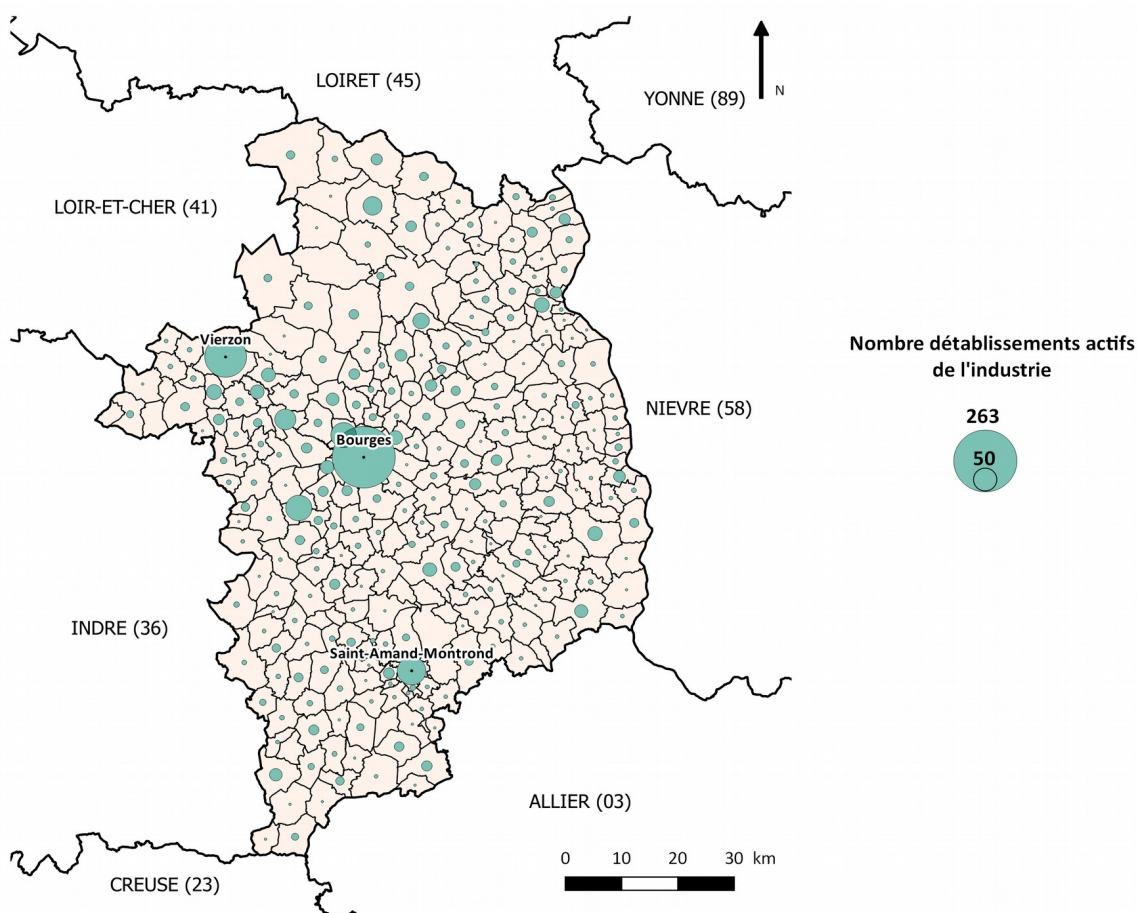 LOIRET (45)
YONNE (89)
N
LOIR-ET-CHER (41)
Vierzon
Nombre détablissements actifs
de l'industrie
263
50
NIEVRE (58)
Bourges
INDRE (36)
Saint-Amand-Montrond
ALLIER (03)
0 10 20 30 km
CREUSE (23)